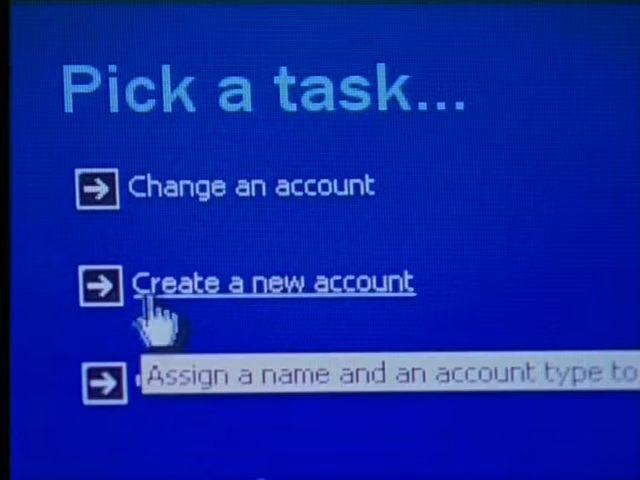 Pick a task...
Change an account
Create a new account
Assign a name and an account type to